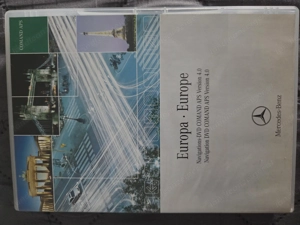 COMAND APS
Europa · Europe
Navigations-DVD COMAND APS Version 4.0
Navigation DVD COMAND APS Version 4.0
Mercedes-Benz